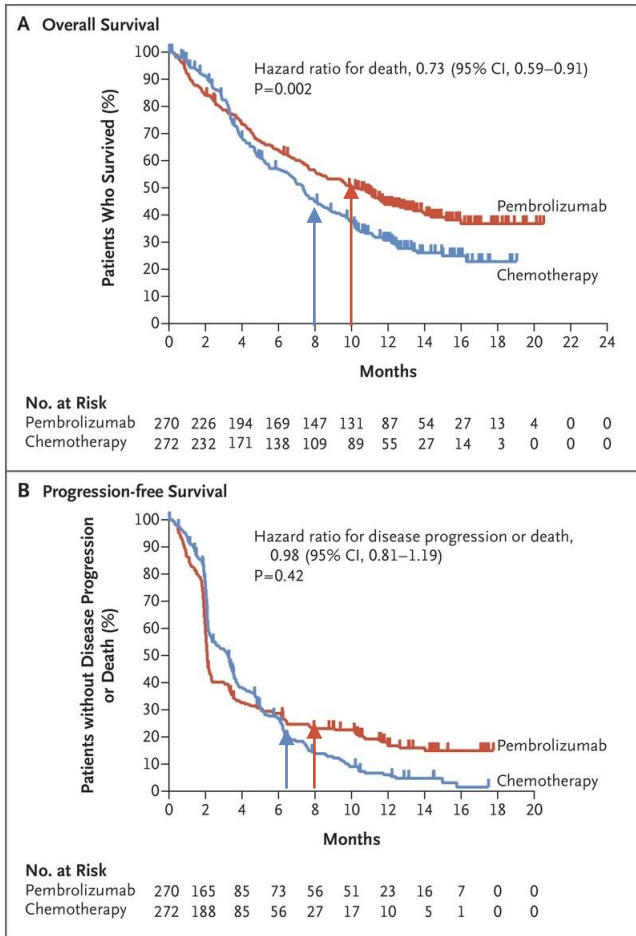 A Overall Survival
Hazard ratio for death, 0.73 (95% CI, 0.59–0.91)
P=0.002
Patients Who Survived (%)
100
90
80
70
60
50
40
30
20
10
0
Pembrolizumab
Chemotherapy
0 2 4 6 8 10 12 14 16 18 20 22 24
Months
No. at Risk
Pembrolizumab 270 226 194 169 147 131 87 54 27 13 4 0 0
Chemotherapy 272 232 171 138 109 89 55 27 14 3 0 0 0
B Progression-free Survival
Hazard ratio for disease progression or death,
0.98 (95% CI, 0.81–1.19)
P=0.42
Patients without Disease Progression
or Death (%)
100
90
80
70
60
50
40
30
20
10
0
Pembrolizumab
Chemotherapy
0 2 4 6 8 10 12 14 16 18 20
Months
No. at Risk
Pembrolizumab 270 165 85 73 56 51 23 16 7 0 0
Chemotherapy 272 188 85 56 27 17 10 5 1 0 0